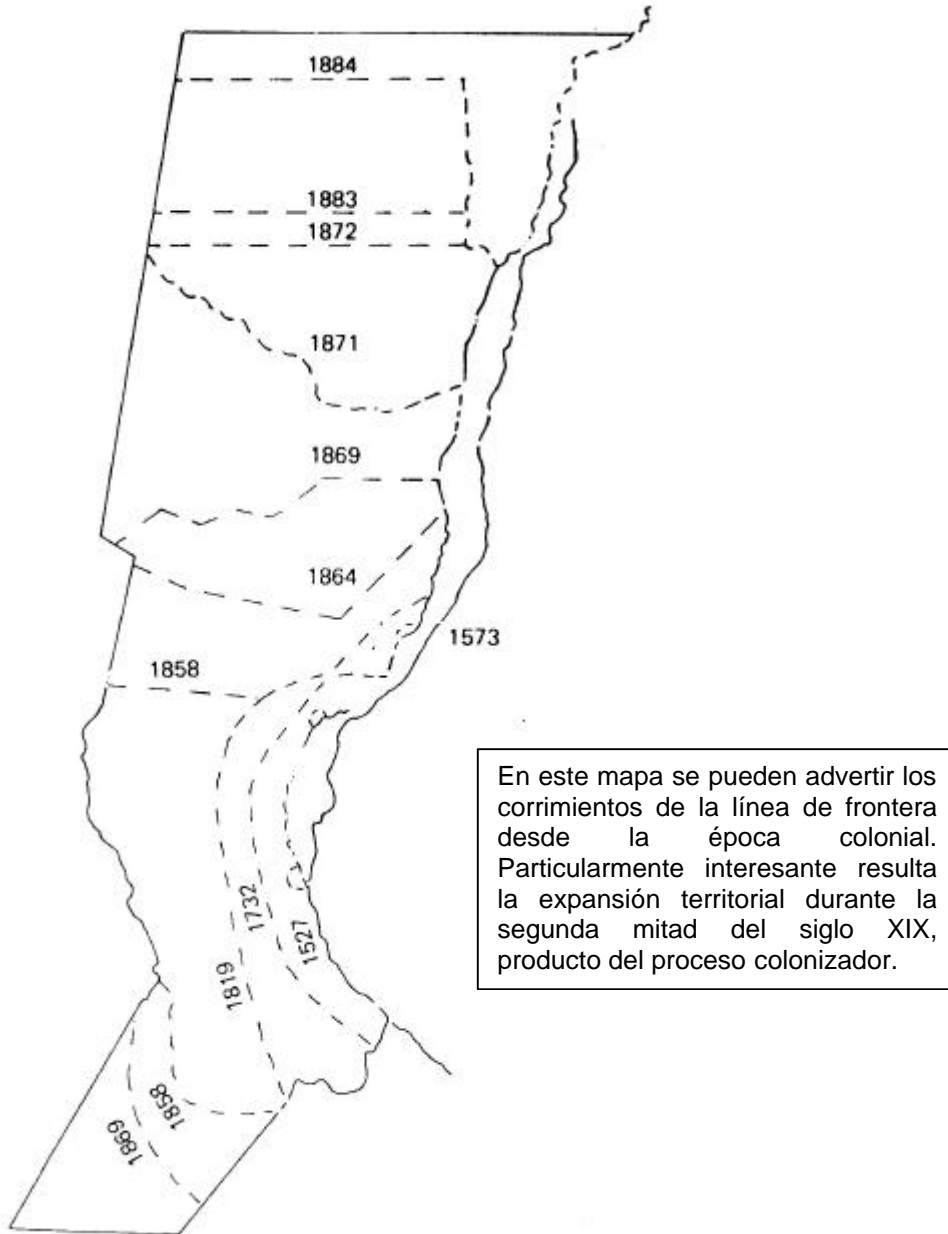 1884
1883
1872
1871
1869
1864
1573
1858
1732
1527
1819
1858
1869
En este mapa se pueden advertir los
corrimientos de la línea de frontera
desde la época colonial.
Particularmente interesante resulta
la expansión territorial durante la
segunda mitad del siglo XIX,
producto del proceso colonizador.